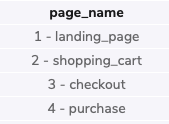 page_name
1 - landing_page
2 - shopping_cart
3 - checkout
4 - purchase